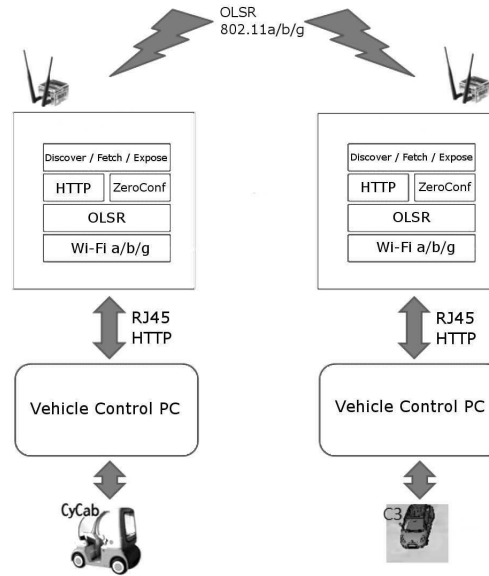 OLSR
802.11a/b/g
Discover / Fetch / Expose
HTTP
ZeroConf
OLSR
Wi-Fi a/b/g
RJ45
HTTP
Vehicle Control PC
CyCab
Discover / Fetch / Expose
HTTP
ZeroConf
OLSR
Wi-Fi a/b/g
RJ45
HTTP
Vehicle Control PC
C3